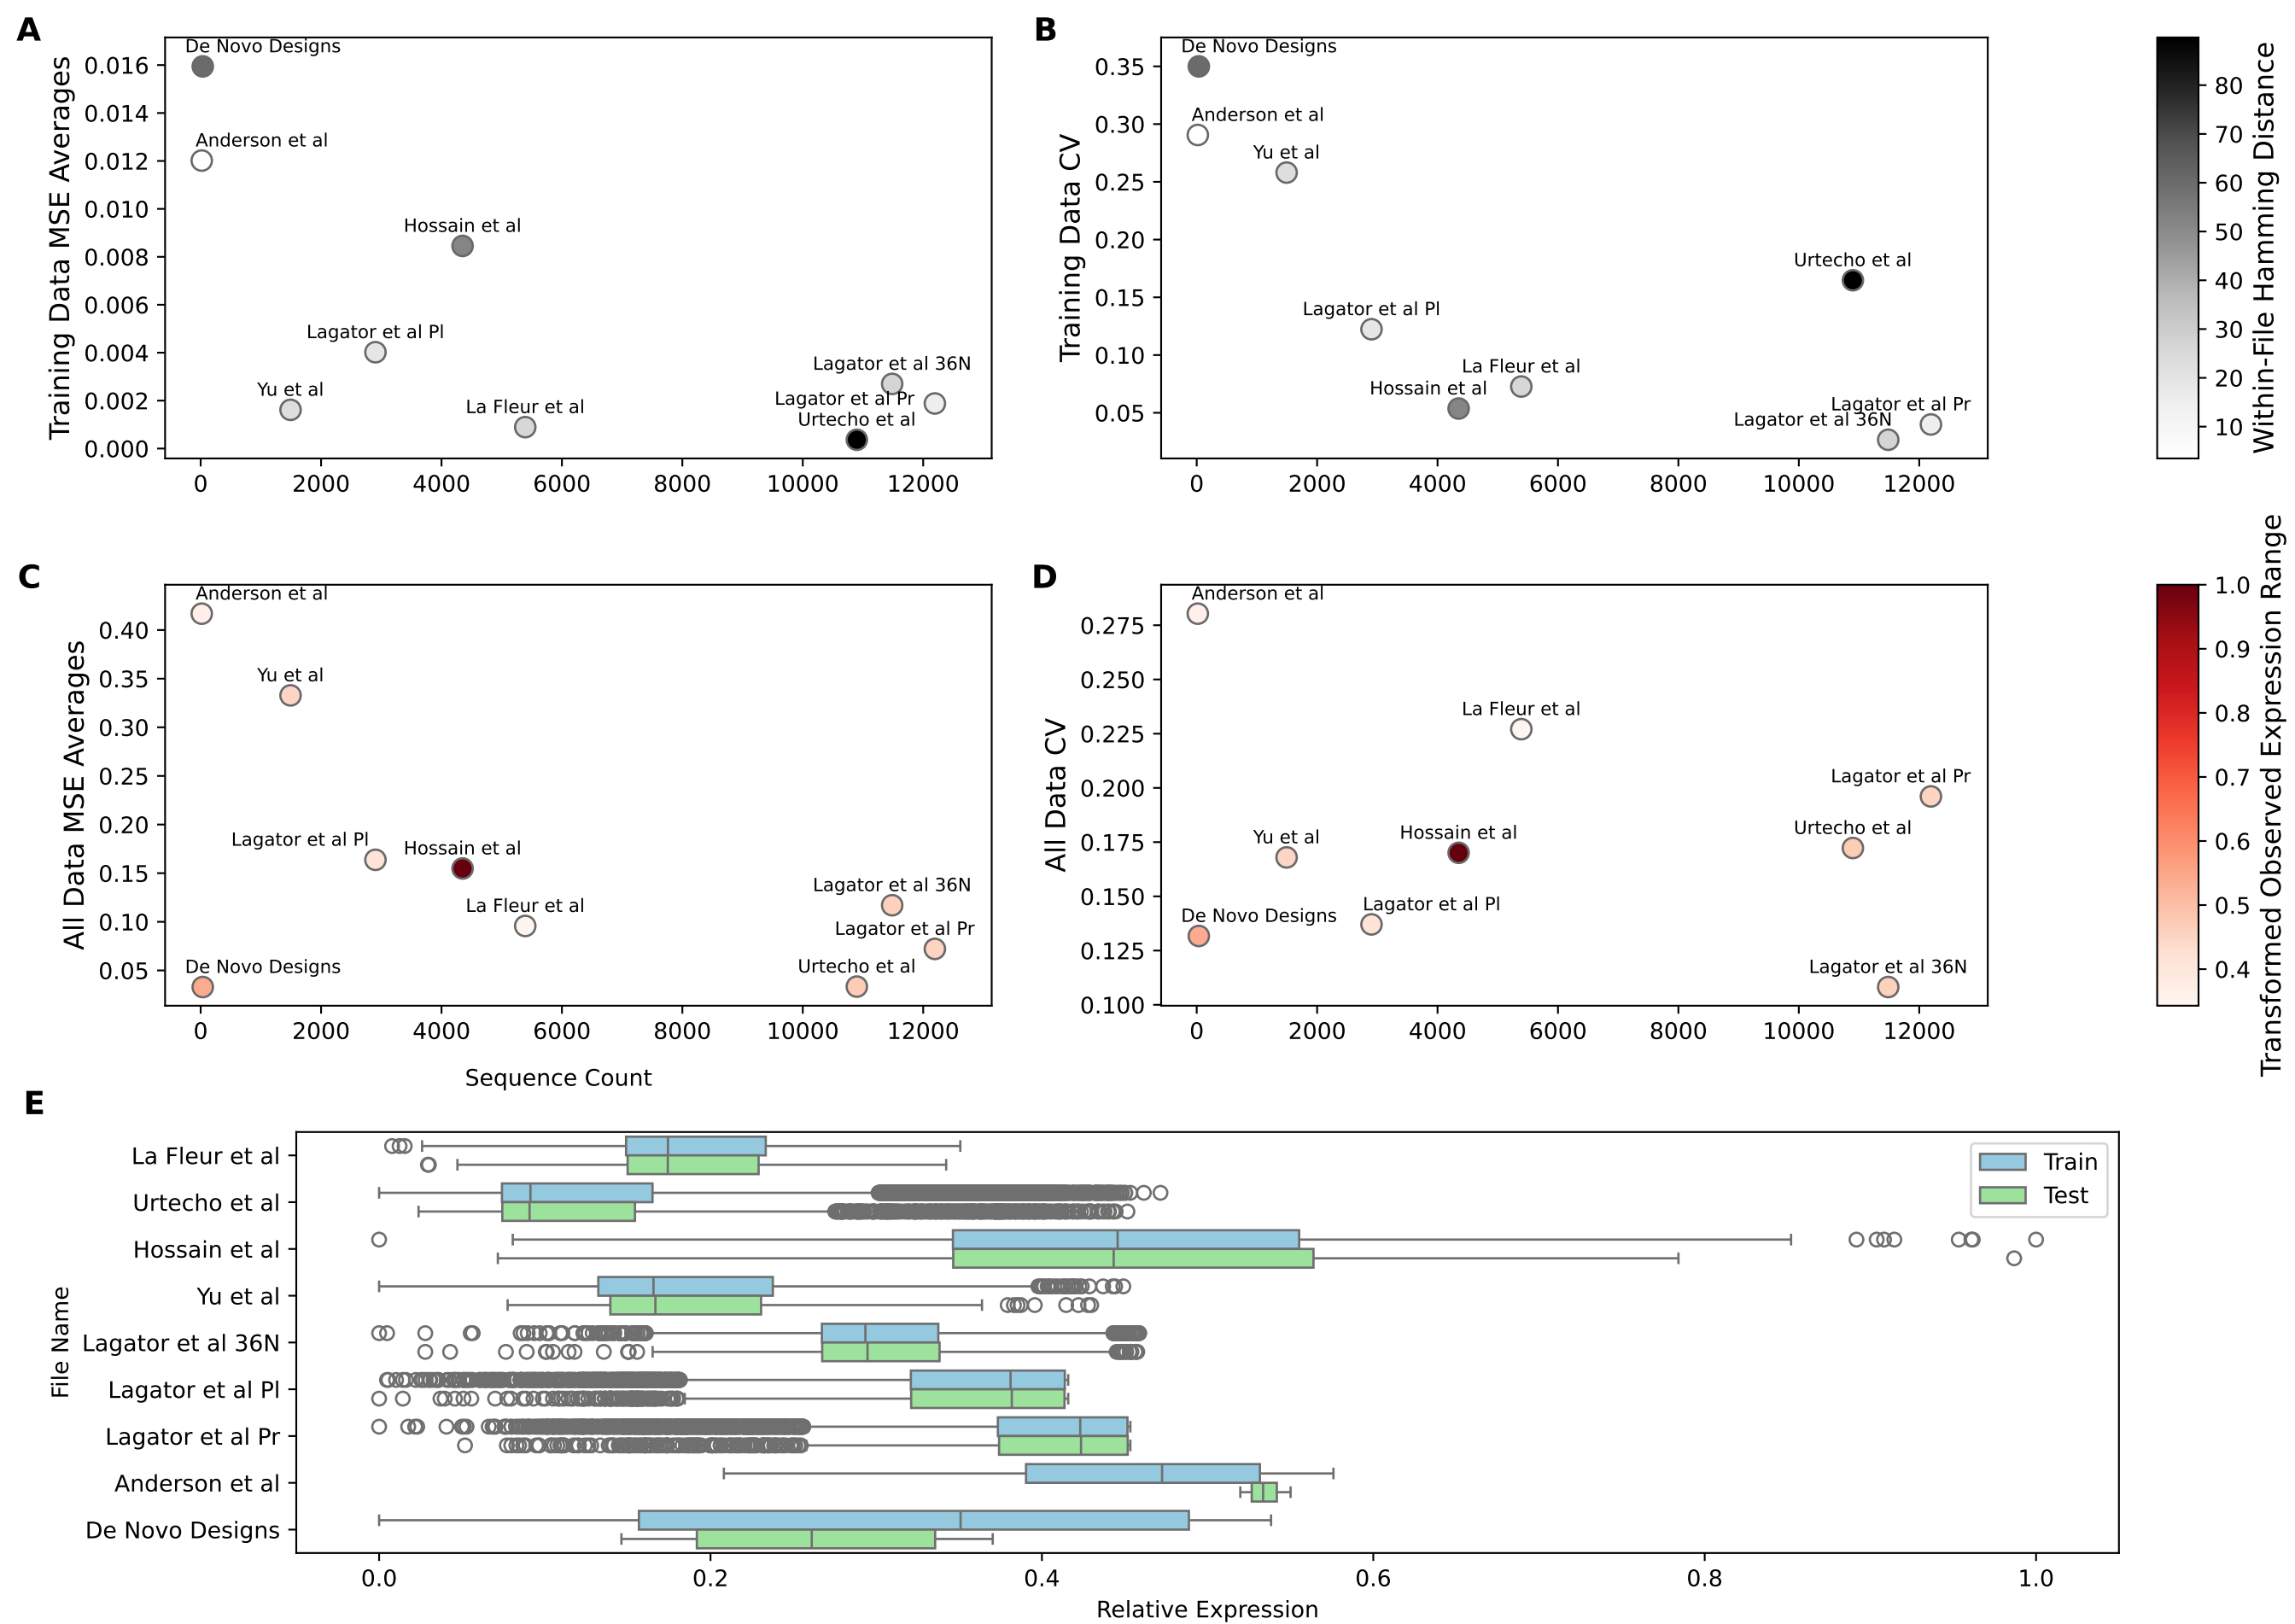 A
Training Data MSE Averages
0.016
0.014
0.012
0.010
0.008
0.006
0.004
0.002
0.000
De Novo Designs
Anderson et al
Hossain et al
Lagator et al Pl
Yu et al
La Fleur et al
Lagator et al 36N
Lagator et al Pr
Urtecho et al
0 2000 4000 6000 8000 10000 12000
B
Training Data CV
0.35
0.30
0.25
0.20
0.15
0.10
0.05
De Novo Designs
Anderson et al
Yu et al
Urtecho et al
Lagator et al Pl
La Fleur et al
Hossain et al
Lagator et al Pr
Lagator et al 36N
0 2000 4000 6000 8000 10000 12000
80
70
60
50
40
30
20
10
Within-File Hamming Distance
C
All Data MSE Averages
0.40
0.35
0.30
0.25
0.20
0.15
0.10
0.05
Anderson et al
Yu et al
Lagator et al Pl
Hossain et al
La Fleur et al
Lagator et al 36N
Lagator et al Pr
De Novo Designs
Urtecho et al
0 2000 4000 6000 8000 10000 12000
Sequence Count
D
All Data CV
0.275
0.250
0.225
0.200
0.175
0.150
0.125
0.100
Anderson et al
La Fleur et al
Lagator et al Pr
Urtecho et al
Yu et al
Hossain et al
Lagator et al Pl
De Novo Designs
Lagator et al 36N
0 2000 4000 6000 8000 10000 12000
1.0
0.9
0.8
0.7
0.6
0.5
0.4
Transformed Observed Expression Range
E
File Name
La Fleur et al
Urtecho et al
Hossain et al
Yu et al
Lagator et al 36N
Lagator et al Pl
Lagator et al Pr
Anderson et al
De Novo Designs
Train
Test
0.0 0.2 0.4 0.6 0.8 1.0
Relative Expression